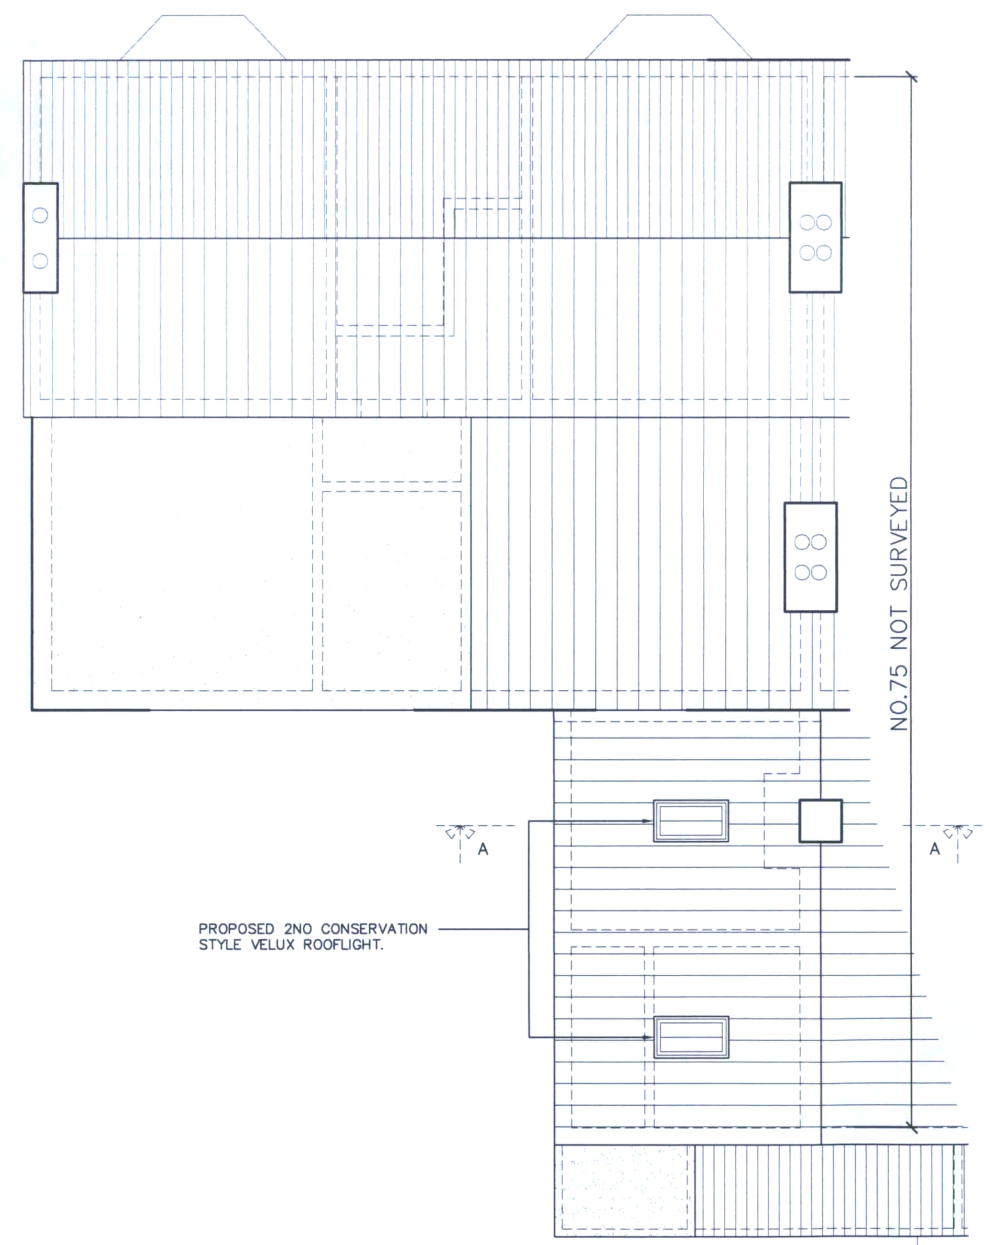 NO.75 NOT SURVEYED
A
A
PROPOSED 2NO CONSERVATION
STYLE VELUX ROOFLIGHT.